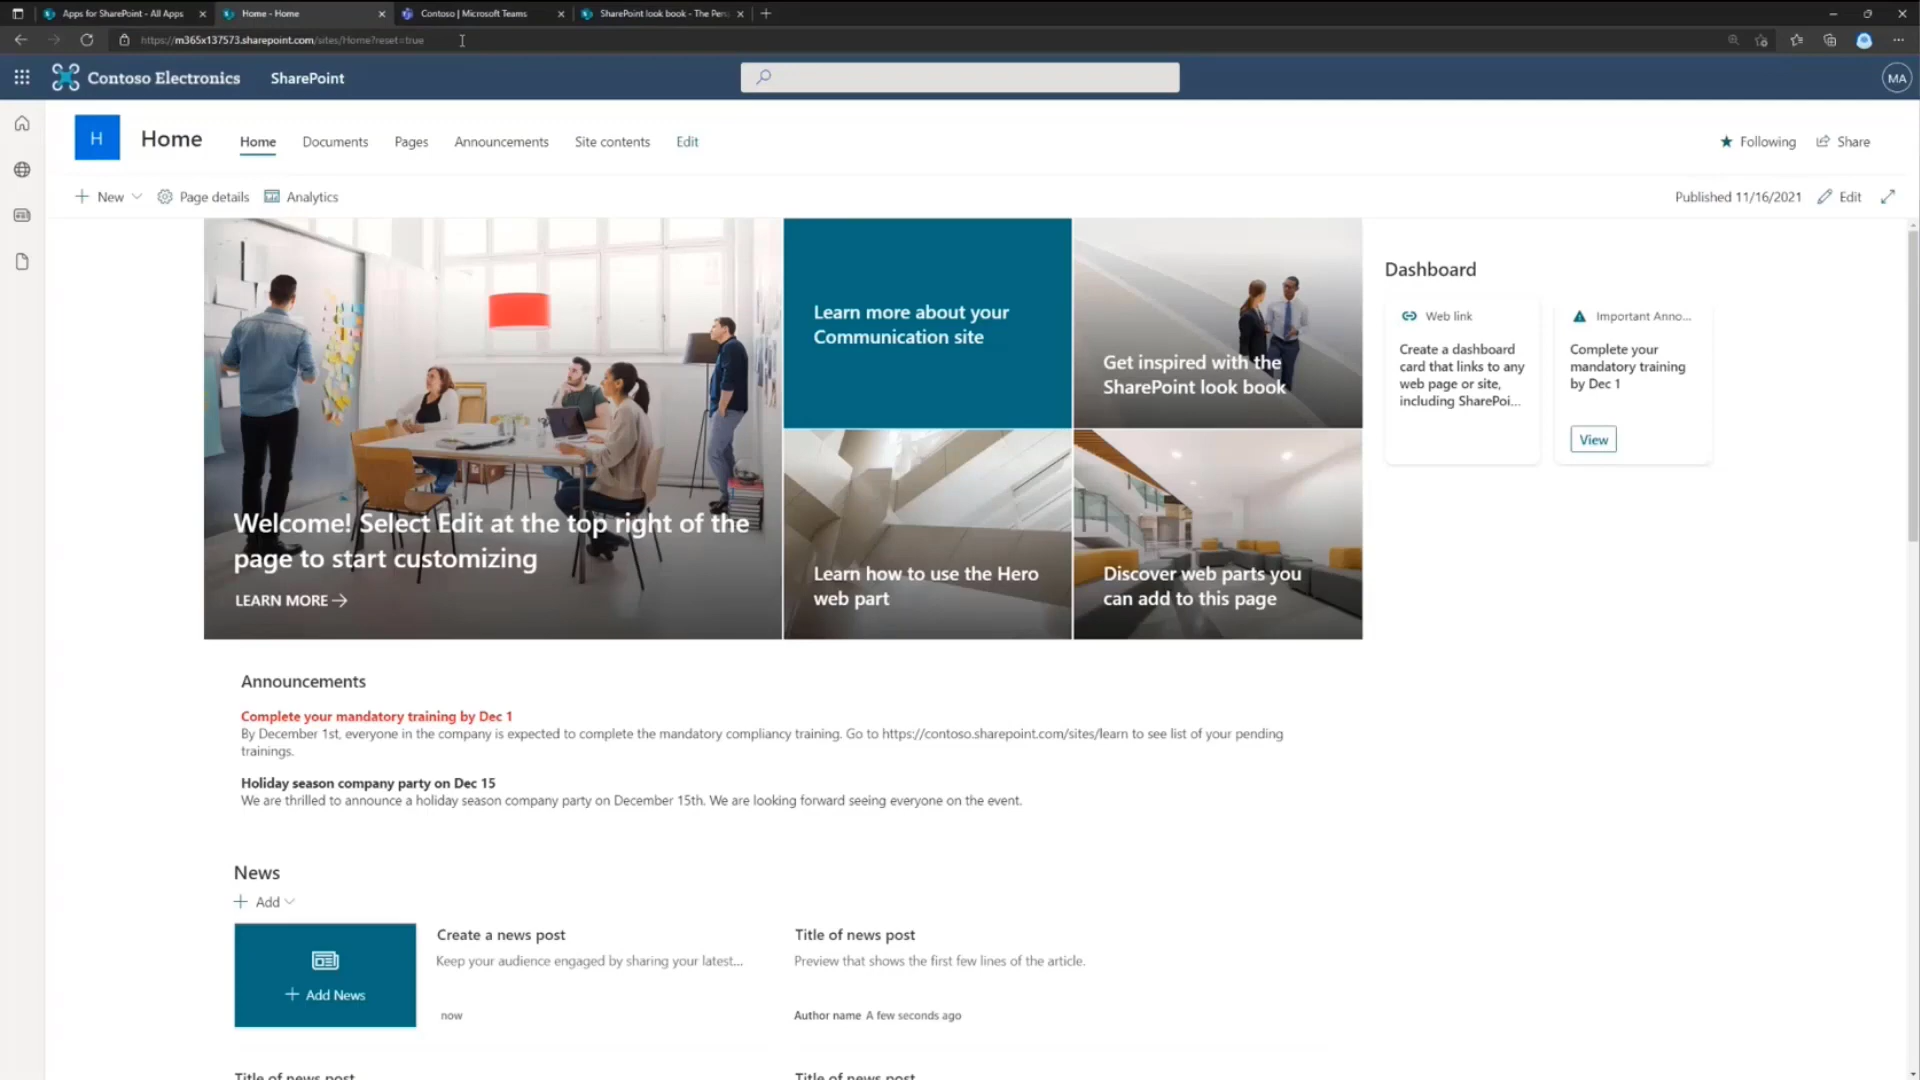 Apps for SharePoint - All Apps
Home - Home
Contoso | Microsoft Teams
SharePoint look book - The Per
https://m365x137573.sharepoint.com/sites/Home?reset=true
Contoso Electronics
SharePoint
MA
H
Home
Home
Documents
Pages
Announcements
Site contents
Edit
Following
Share
New
Page details
Analytics
Published 11/16/2021
Edit
Welcome! Select Edit at the top right of the
page to start customizing
LEARN MORE
Learn more about your
Communication site
Get inspired with the
SharePoint look book
Learn how to use the Hero
web part
Discover web parts you
can add to this page
Dashboard
Web link
Create a dashboard
card that links to any
web page or site,
including SharePoi...
Important Anno...
Complete your
mandatory training
by Dec 1
View
Announcements
Complete your mandatory training by Dec 1
By December 1st, everyone in the company is expected to complete the mandatory compliancy training. Go to https://contoso.sharepoint.com/sites/learn to see list of your pending
trainings.
Holiday season company party on Dec 15
We are thrilled to announce a holiday season company party on December 15th. We are looking forward seeing everyone on the event.
News
Add
Add News
Create a news post
Keep your audience engaged by sharing your latest...
now
Title of news post
Preview that shows the first few lines of the article.
Author name A few seconds ago
Title of news post
Title of news post